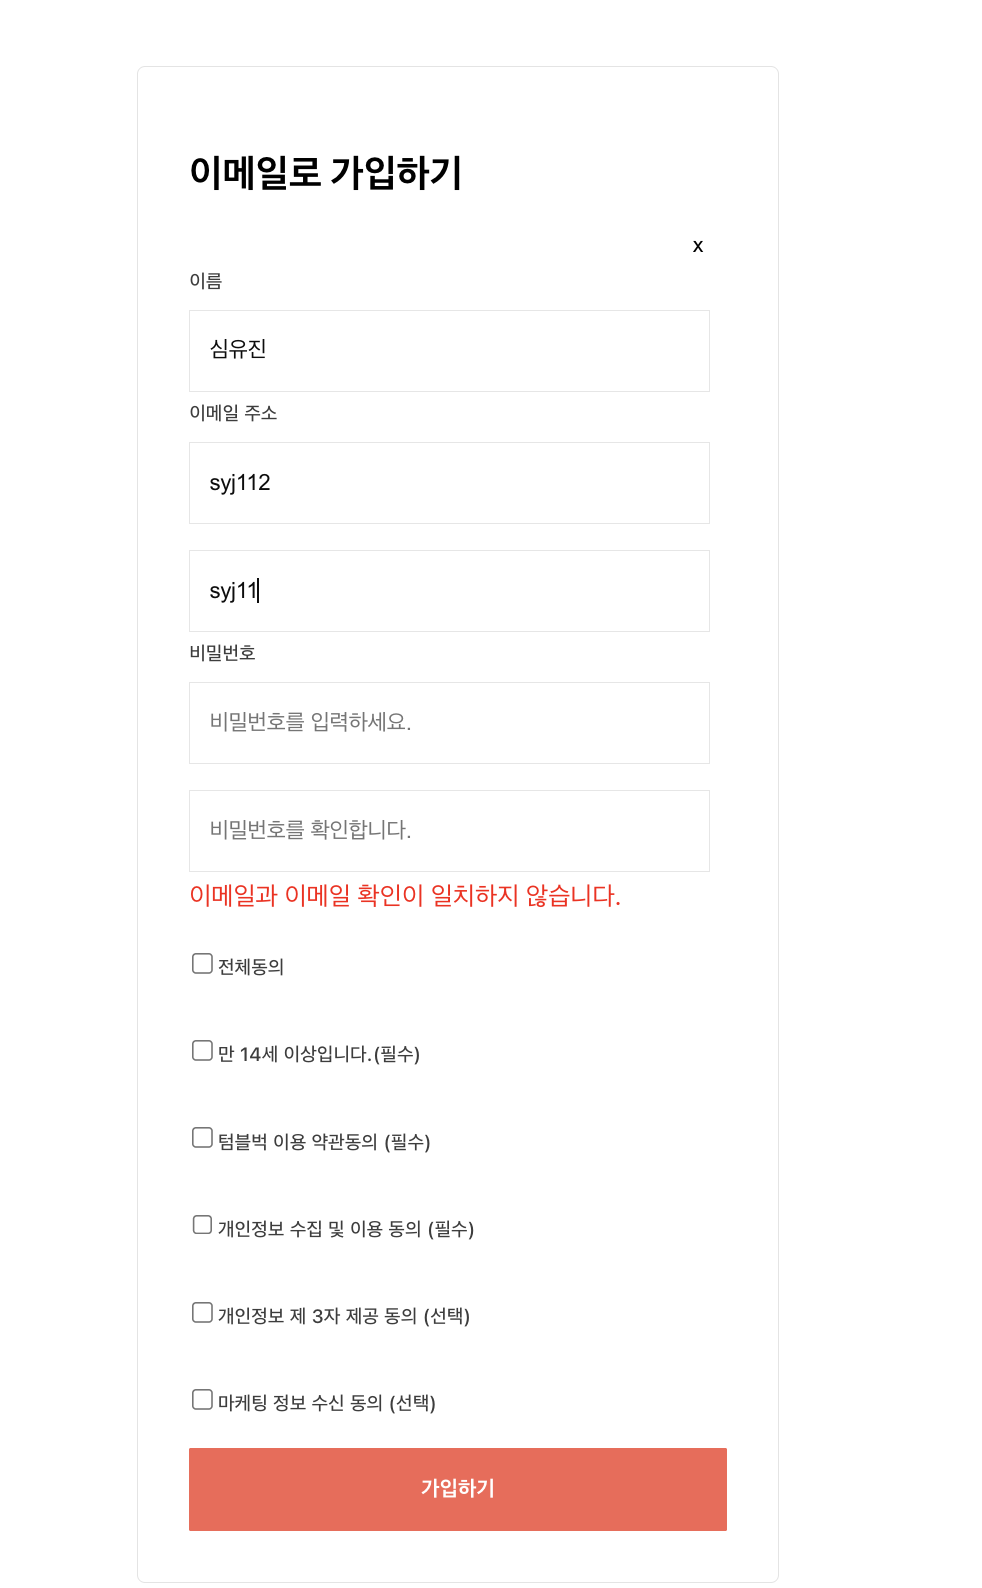 이메일로 가입하기
x
이름
심유진
이메일 주소
syj112
syj11
비밀번호
비밀번호를 입력하세요.
비밀번호를 확인합니다.
이메일과 이메일 확인이 일치하지 않습니다.
전체동의
만 14세 이상입니다.(필수)
텀블벅 이용 약관동의 (필수)
개인정보 수집 및 이용 동의 (필수)
개인정보 제 3자 제공 동의 (선택)
마케팅 정보 수신 동의 (선택)
가입하기